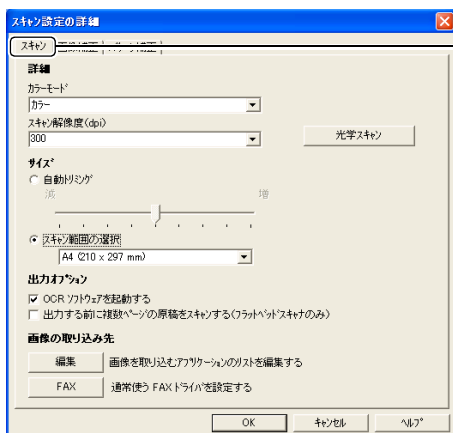 スキャン設定の詳細
スキャン
詳細
カラーモード
カラー
スキャン解像度(dpi)
300
光学スキャン
サイズ
自動トリミング
減 増
スキャン範囲の選択
A4 (210 x 297 mm)
出力オプション
OCR ソフトウェアを起動する
出力する前に複数ページの原稿をスキャンする(フラットベッドスキャナのみ)
画像の取り込み先
編集 画像を取り込むアプリケーションのリストを編集する
FAX 通常使う FAX ドライバを設定する
OK キャンセル ヘルプ